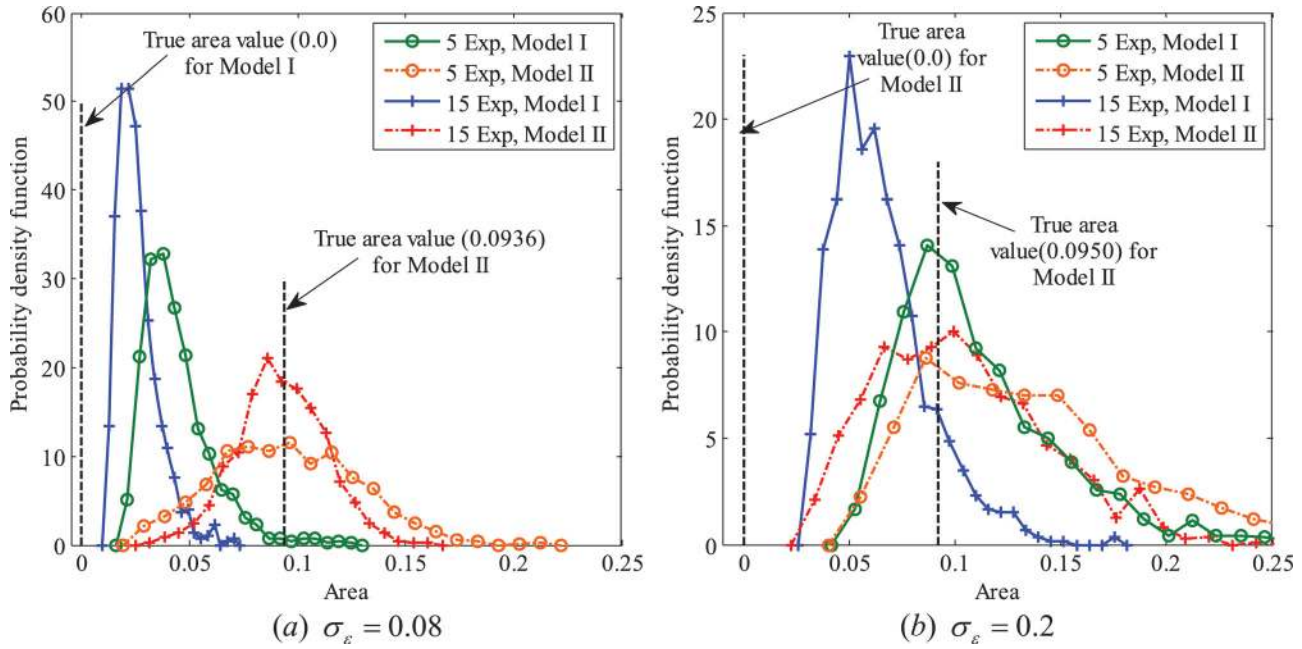 60
50
40
30
20
10
0
Probability density function
True area value (0.0)
for Model I
5 Exp, Model I
5 Exp, Model II
15 Exp, Model I
15 Exp, Model II
True area value (0.0936)
for Model II
0 0.05 0.1 0.15 0.2 0.25
Area
(a) σ_ε = 0.08
25
20
15
10
5
0
Probability density function
True area
value(0.0) for
Model II
5 Exp, Model I
5 Exp, Model II
15 Exp, Model I
15 Exp, Model II
True area
value(0.0950) for
Model II
0 0.05 0.1 0.15 0.2 0.25
Area
(b) σ_ε = 0.2